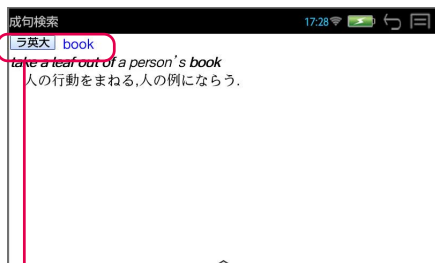 成句検索 17:28
ラ英大 book
take a leaf out of a person's book
人の行動をまねる,人の例にならう.